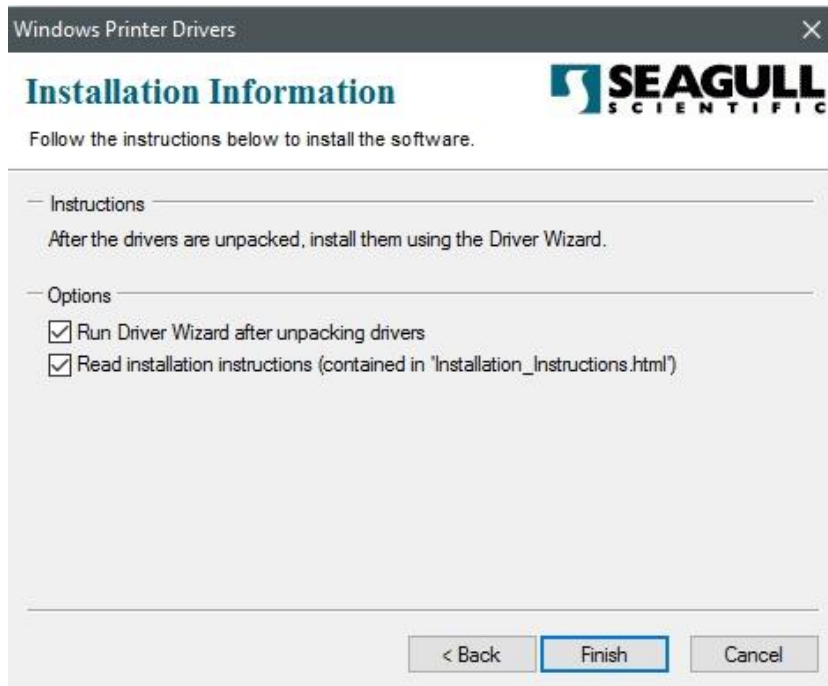 Windows Printer Drivers
Installation Information
SEAGULL
SCIENTIFIC
Follow the instructions below to install the software.
Instructions
After the drivers are unpacked, install them using the Driver Wizard.
Options
Run Driver Wizard after unpacking drivers
Read installation instructions (contained in 'Installation_Instructions.html')
< Back Finish Cancel